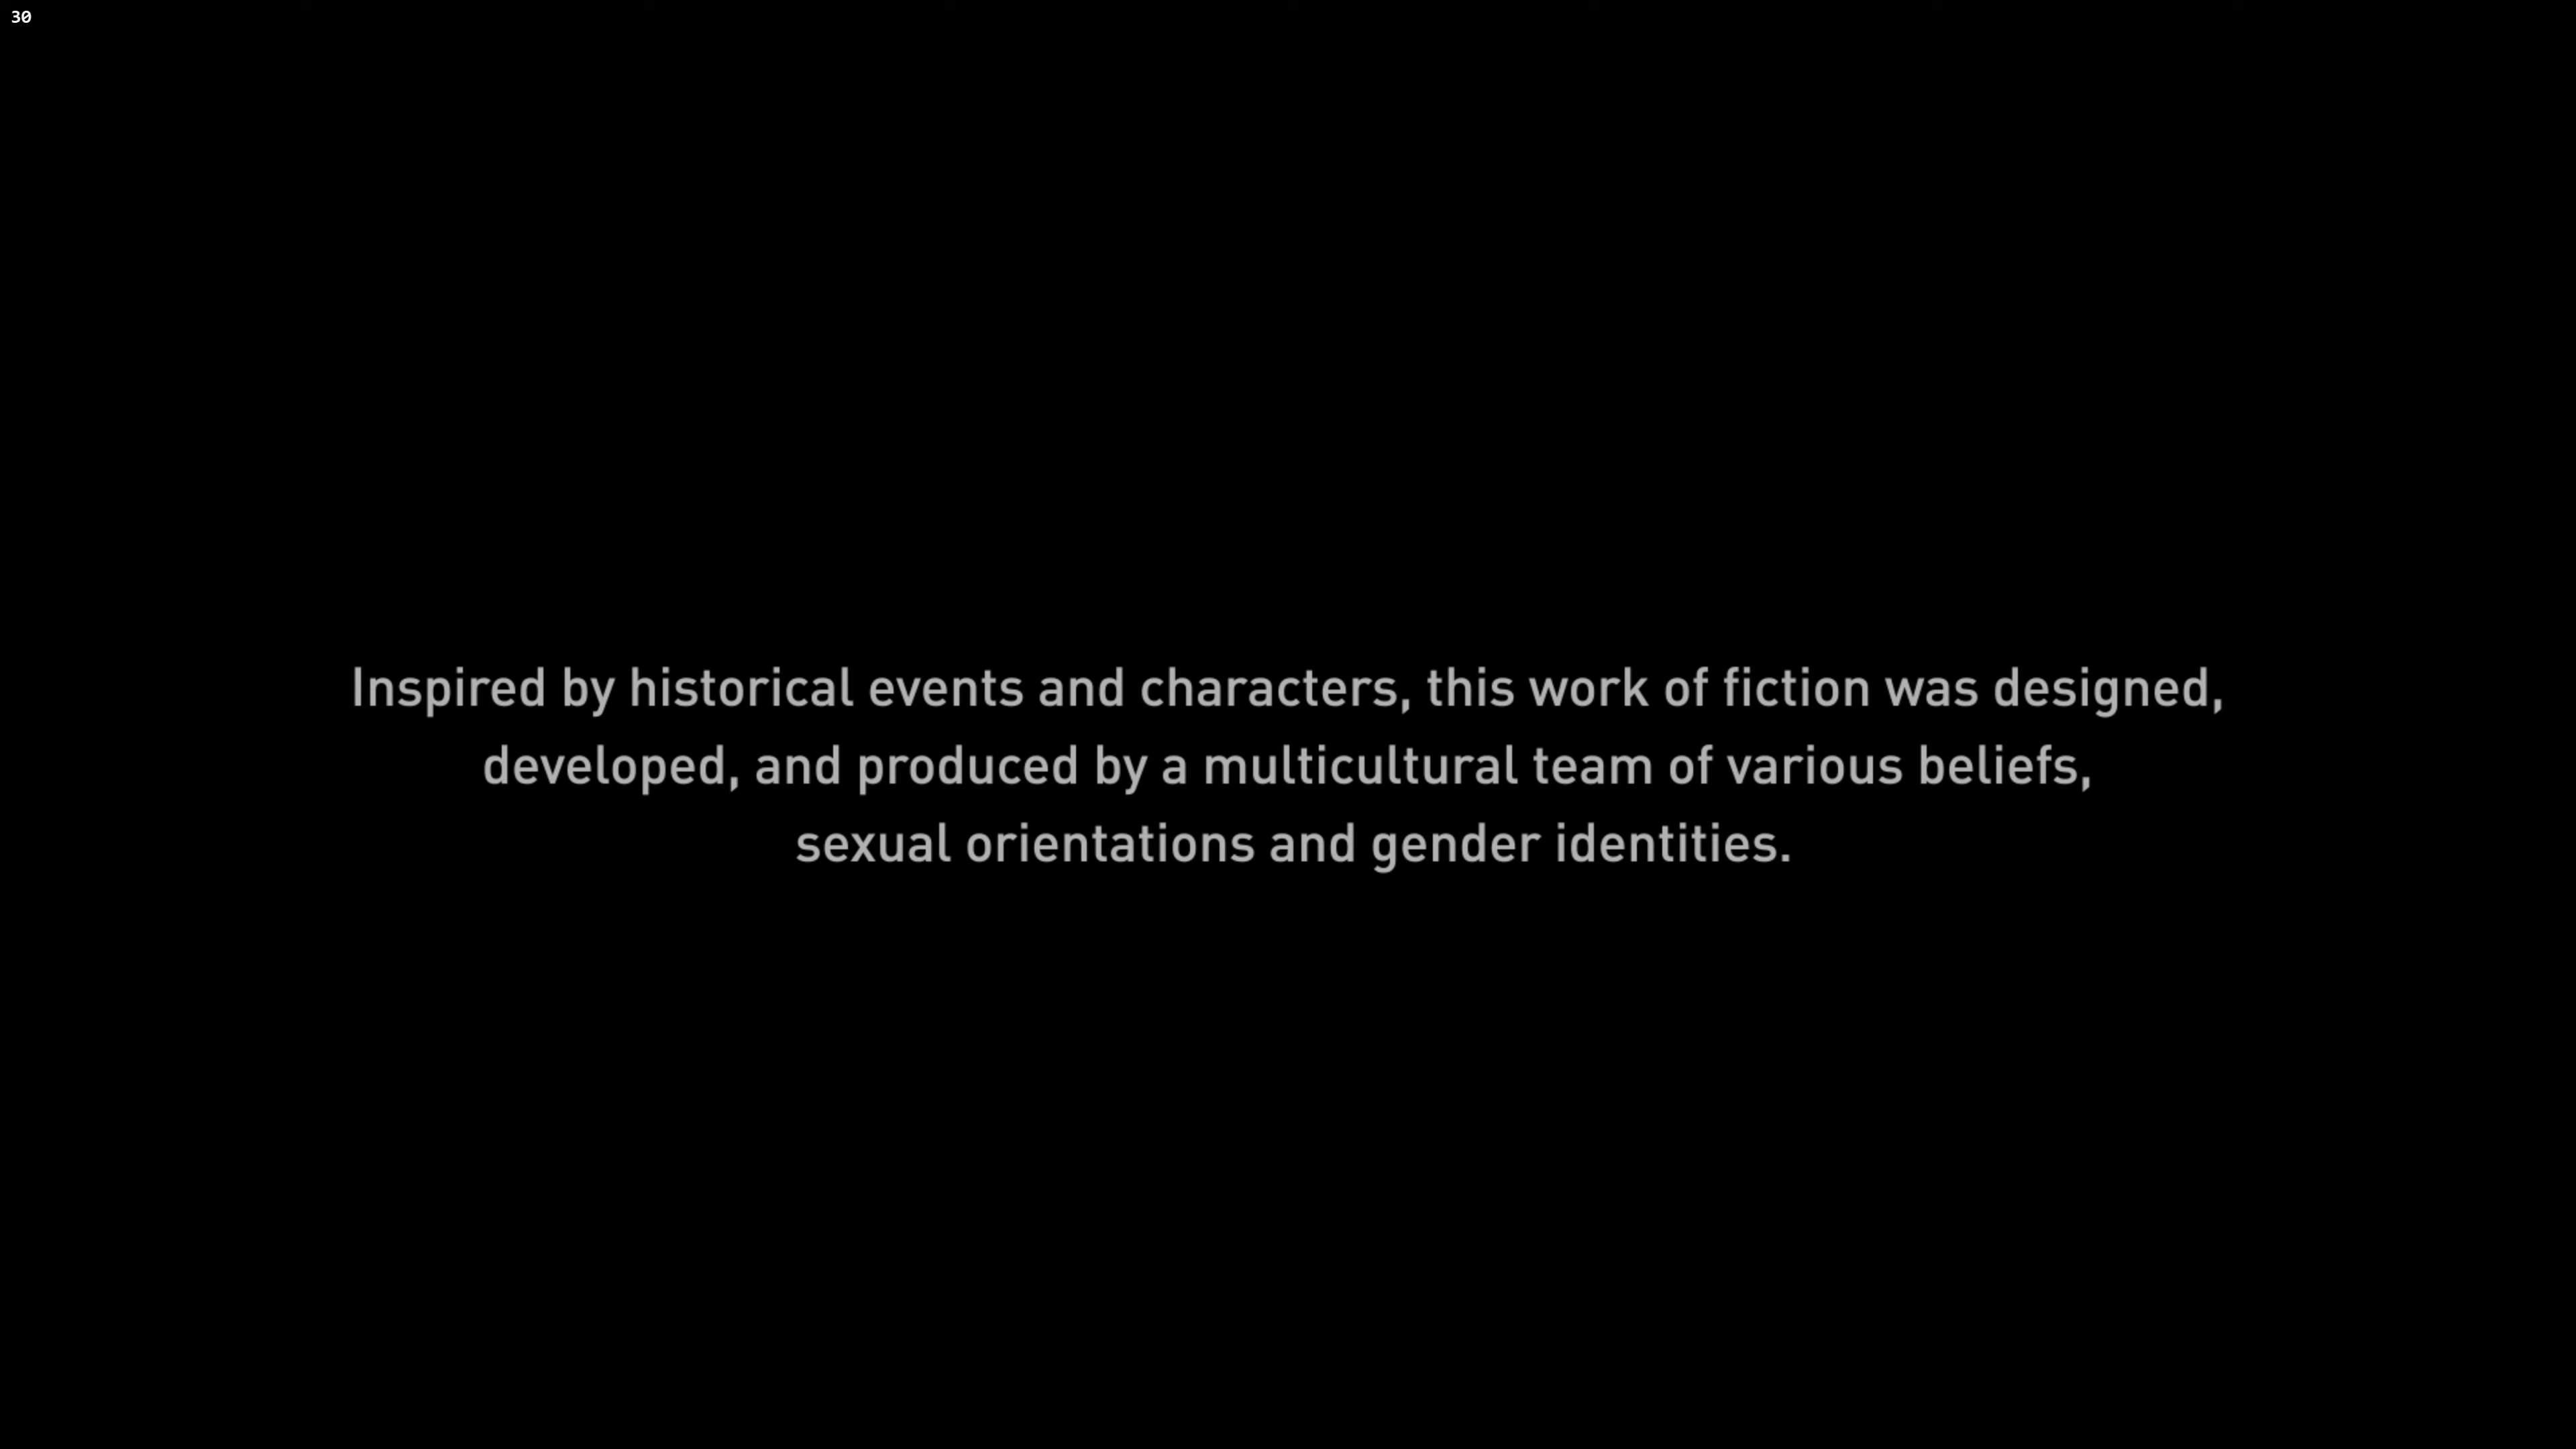 30
Inspired by historical events and characters, this work of fiction was designed,
developed, and produced by a multicultural team of various beliefs,
sexual orientations and gender identities.